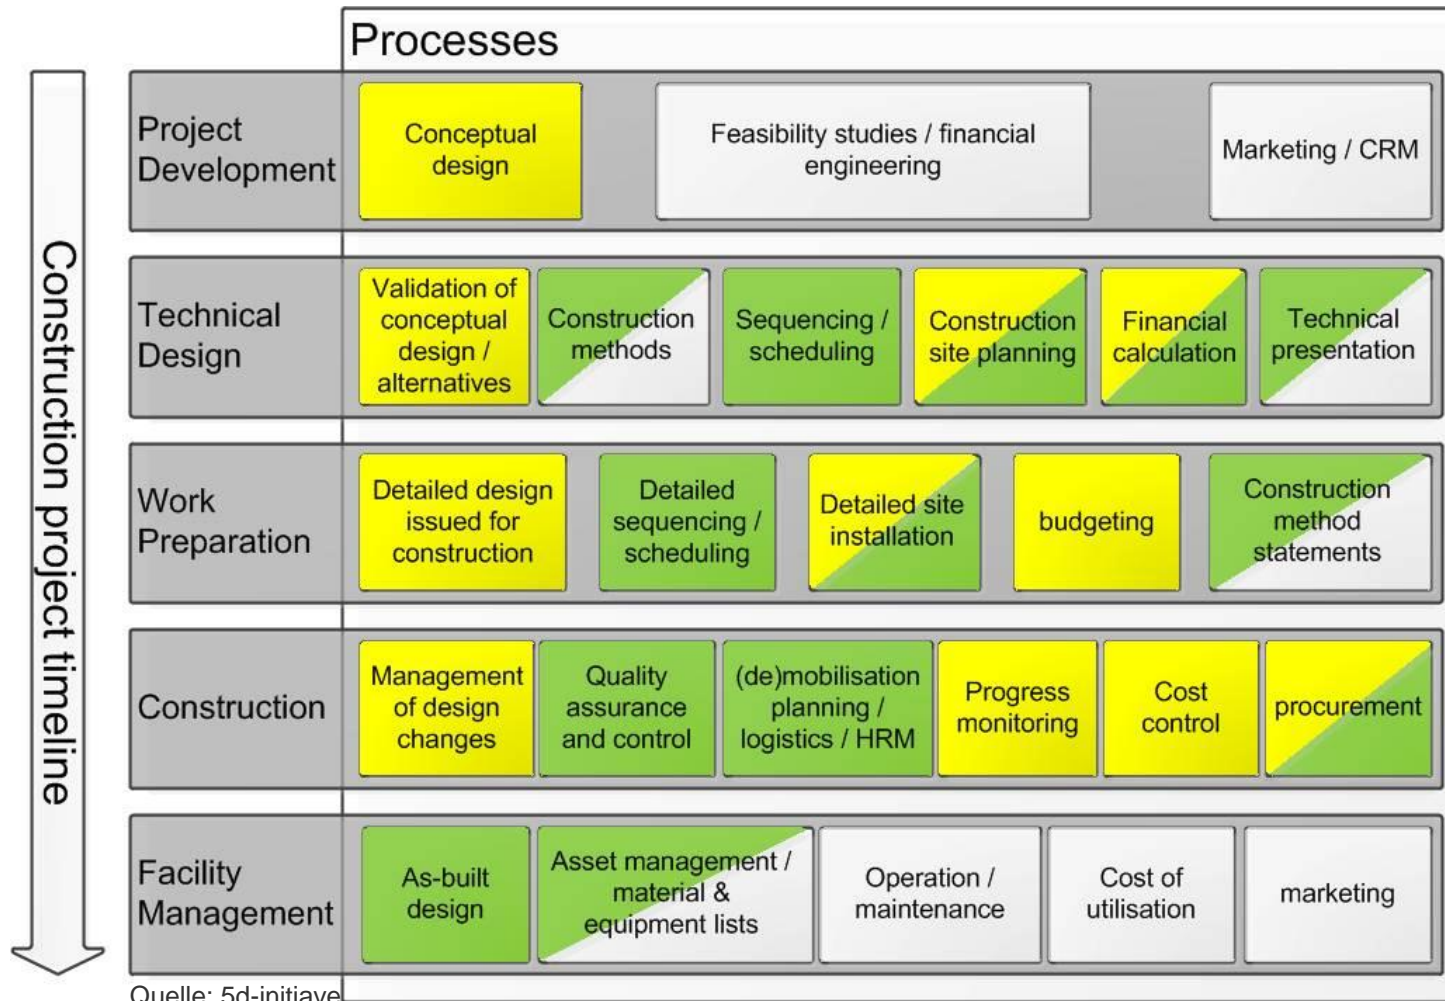 Processes
Construction project timeline
Project
Development
Conceptual
design
Feasibility studies / financial
engineering
Marketing / CRM
Technical
Design
Validation of
conceptual
design /
alternatives
Construction
methods
Sequencing /
scheduling
Construction
site planning
Financial
calculation
Technical
presentation
Work
Preparation
Detailed design
issued for
construction
Detailed
sequencing /
scheduling
Detailed site
installation
budgeting
Construction
method
statements
Construction
Management
of design
changes
Quality
assurance
and control
(de)mobilisation
planning /
logistics / HRM
Progress
monitoring
Cost
control
procurement
Facility
Management
As-built
design
Asset management /
material &
equipment lists
Operation /
maintenance
Cost of
utilisation
marketing
Quelle: 5d-initiave